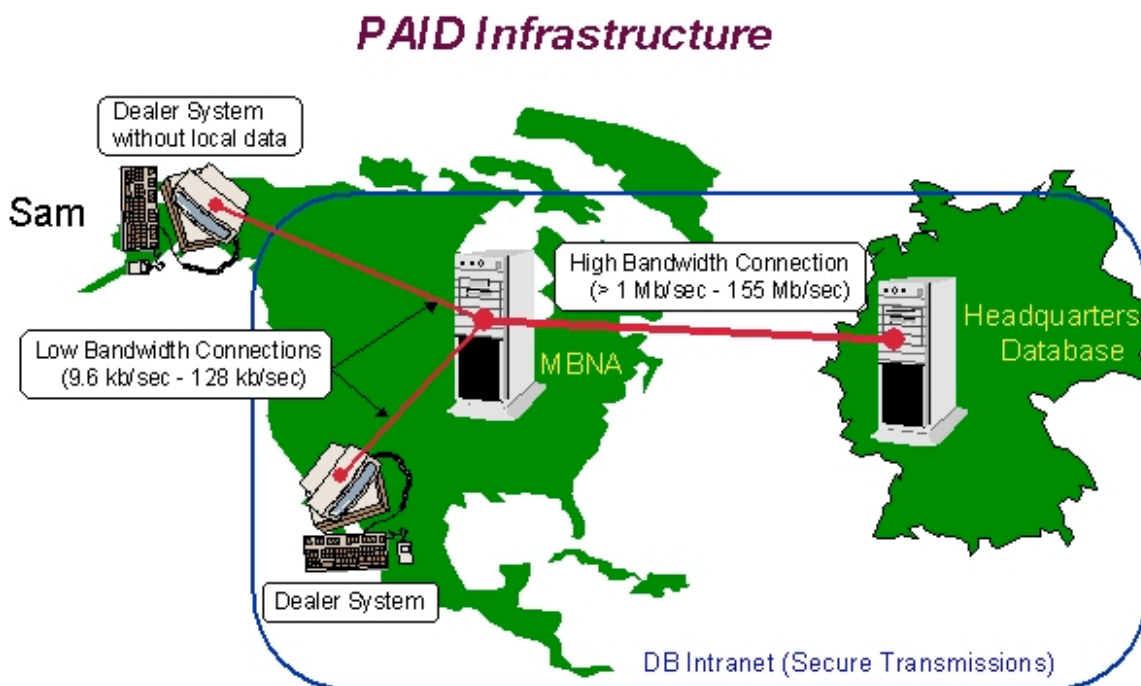 PAID Infrastructure
Dealer System
without local data
Sam
High Bandwidth Connection
(> 1 Mb/sec - 155 Mb/sec)
Headquarters
Database
MBNA
Low Bandwidth Connections
(9.6 kb/sec - 128 kb/sec)
Dealer System
DB Intranet (Secure Transmissions)